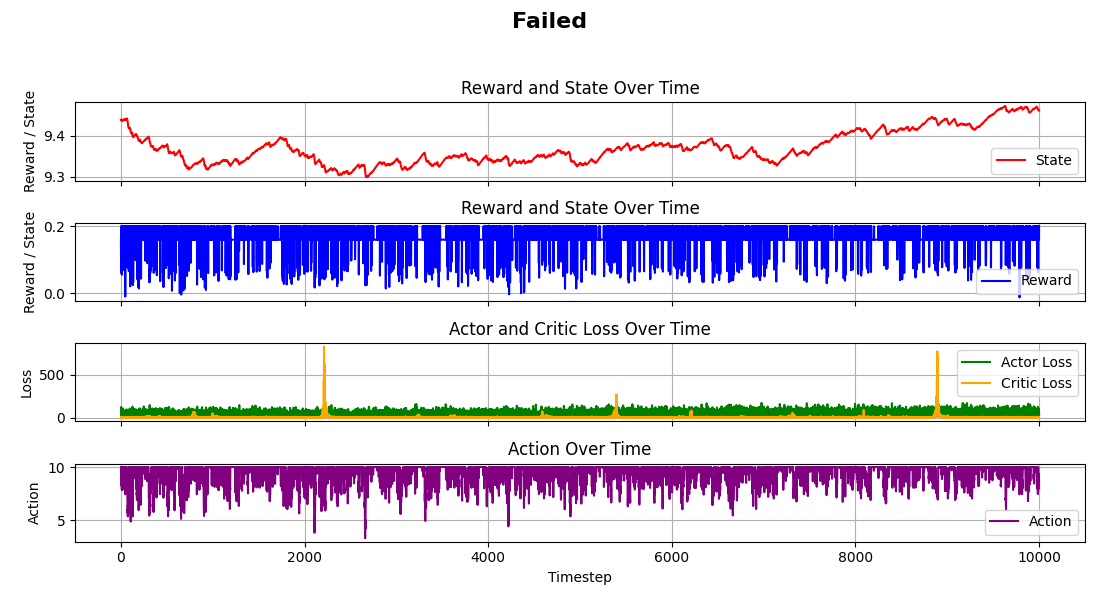 Failed
Reward and State Over Time
Reward / State
9.4
9.3
State
Reward and State Over Time
Reward / State
0.2
0.0
Reward
Actor and Critic Loss Over Time
Loss
500
0
Actor Loss
Critic Loss
Action Over Time
Action
10
5
Action
0 2000 4000 6000 8000 10000
Timestep